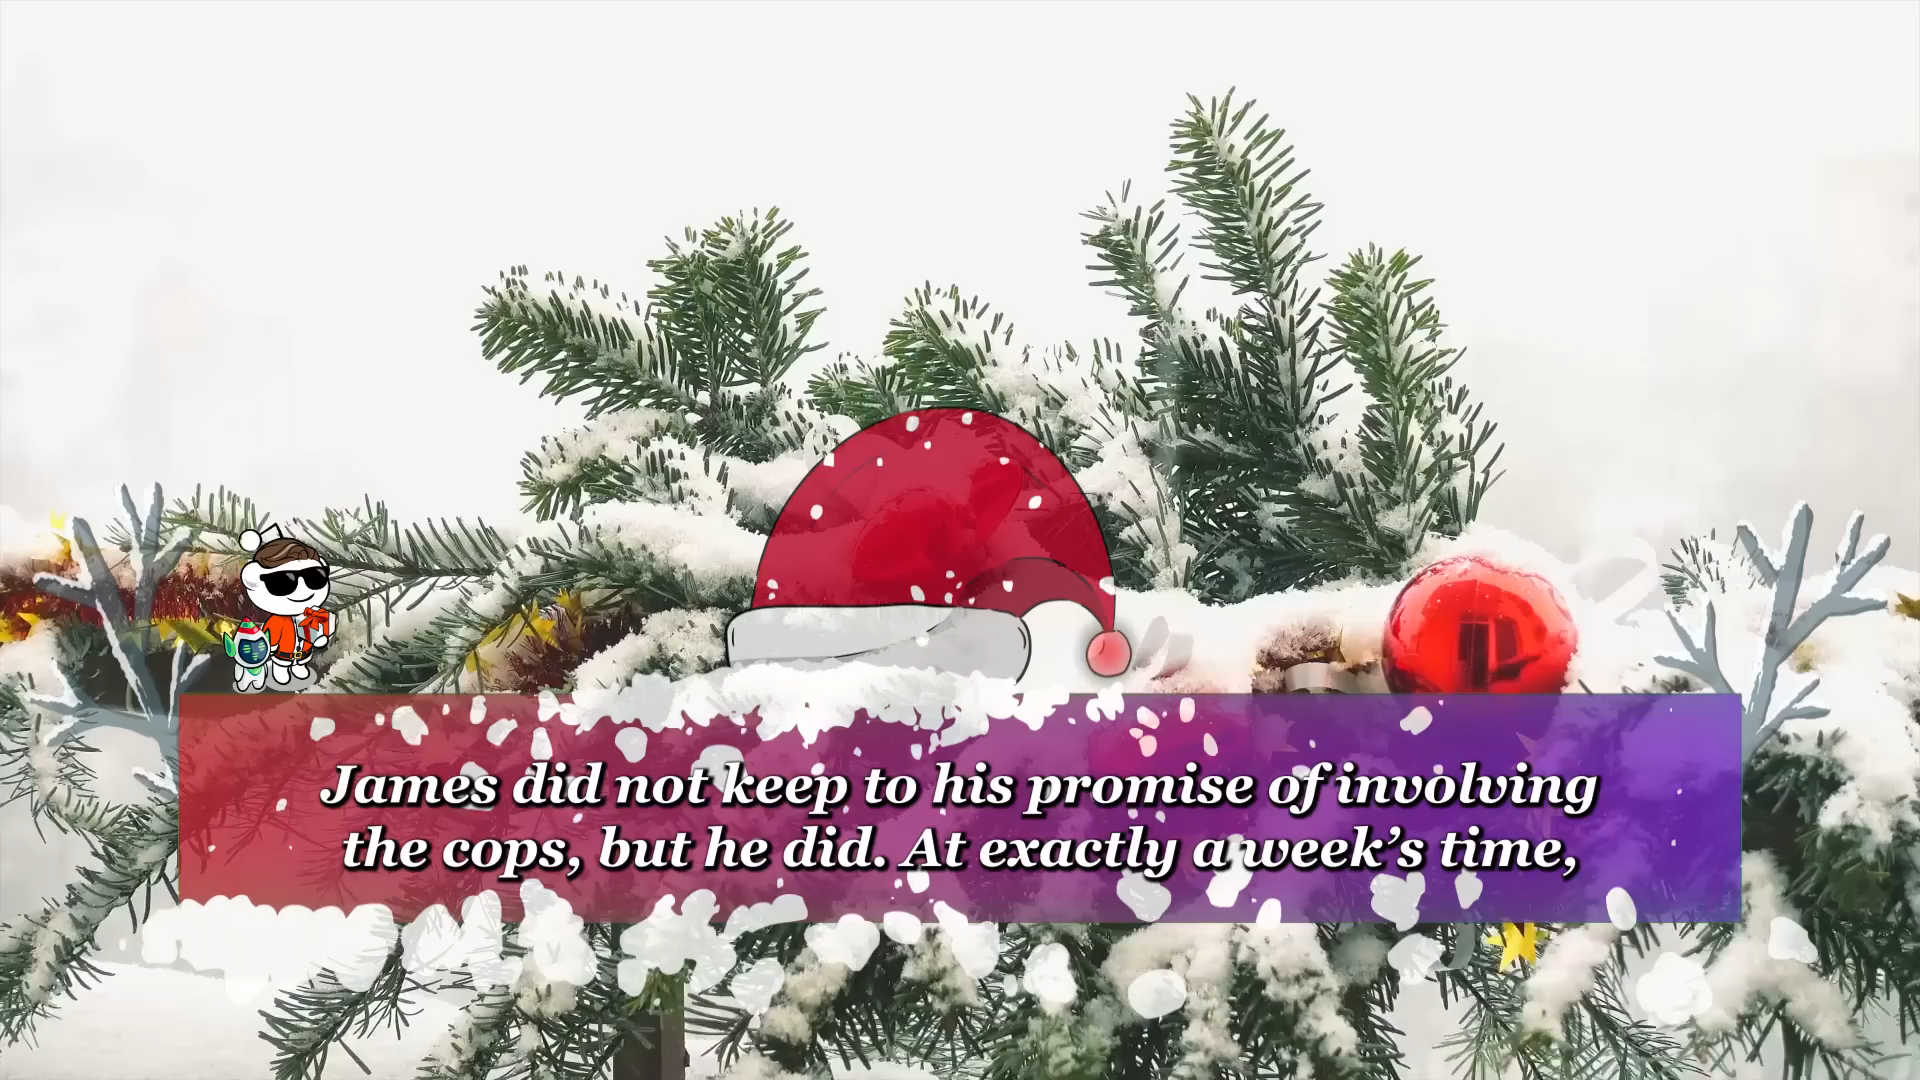 James did not keep to his promise of involving
the cops, but he did. At exactly a week’s time,